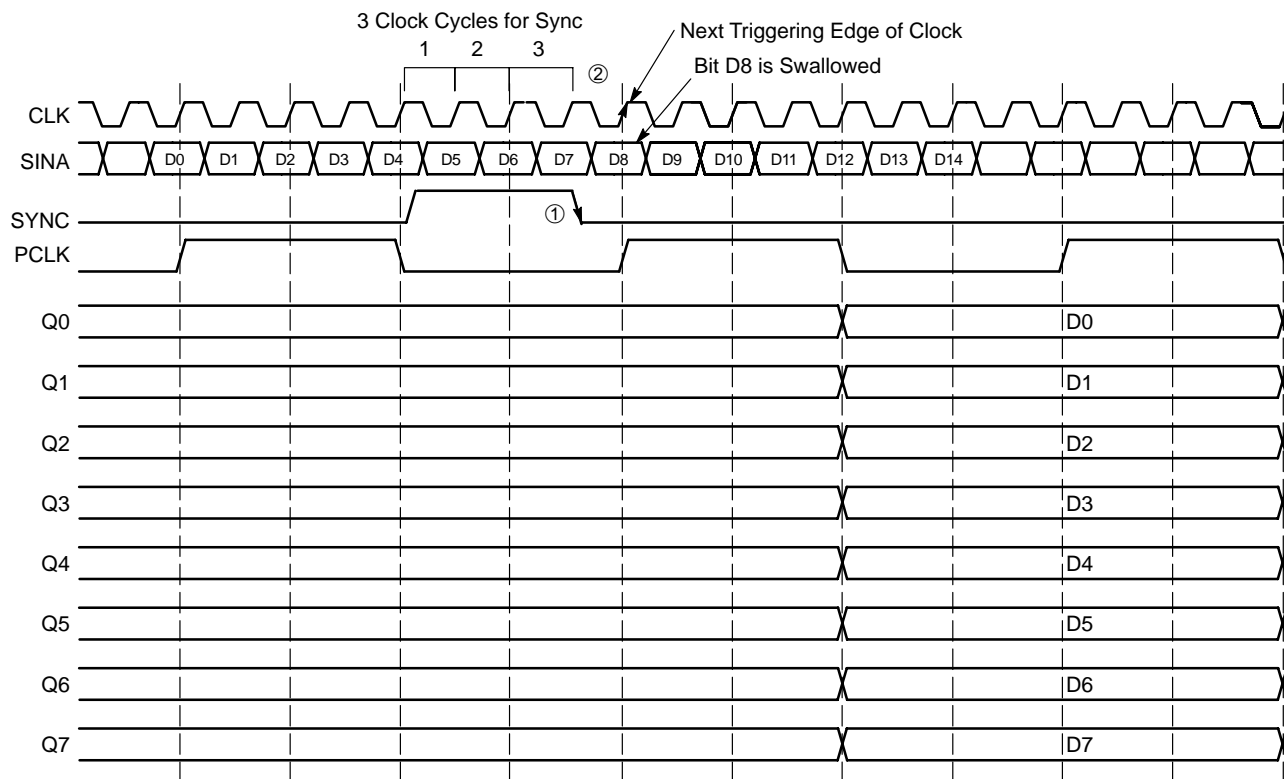 3 Clock Cycles for Sync
1 2 3
②
Next Triggering Edge of Clock
Bit D8 is Swallowed
CLK
SINA D0 D1 D2 D3 D4 D5 D6 D7 D8 D9 D10 D11 D12 D13 D14
SYNC ①
PCLK
Q0 D0
Q1 D1
Q2 D2
Q3 D3
Q4 D4
Q5 D5
Q6 D6
Q7 D7